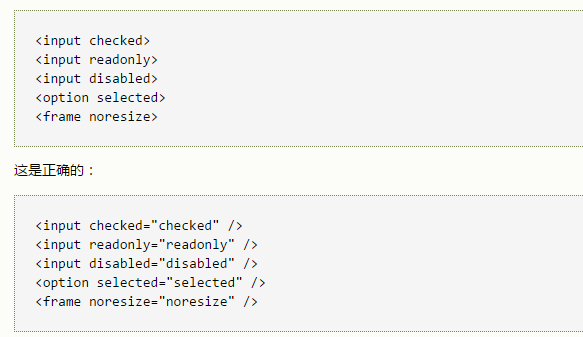 <input checked>
<input readonly>
<input disabled>
<option selected>
<frame noresize>
这是正确的：
<input checked="checked" />
<input readonly="readonly" />
<input disabled="disabled" />
<option selected="selected" />
<frame noresize="noresize" />